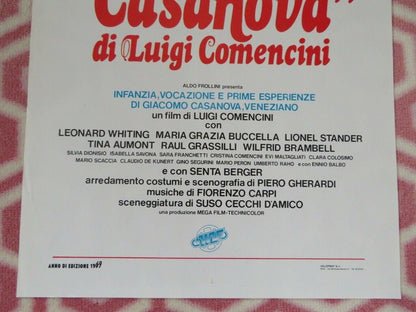 Casanova"
di Luigi Comencini
ALDO FROLLINI presenta
INFANZIA, VOCAZIONE E PRIME ESPERIENZE
DI GIACOMO CASANOVA, VENEZIANO
un film di LUIGI COMENCINI
con
LEONARD WHITING MARIA GRAZIA BUCCELLA LIONEL STANDER
TINA AUMONT RAUL GRASSILLI WILFRID BRAMBELL
SILVIA DIONISIO ISABELLA SAVONA SARA FRANCHETTI CRISTINA COMENCINI EVI MALTAGLIATI CLARA COLOSIMO
MARIO SCACCIA CLAUDIO DE KUNERT GINO SEGURINI MARIO PERON UMBERTO RAHO e con ENNIO BALBO
e con SENTA BERGER
arredamento costumi e scenografia di PIERO GHERARDI
musiche di FIORENZO CARPI
sceneggiatura di SUSO CECCHI D'AMICO
una produzione MEGA FILM-TECHNICOLOR
ANNO DI EDIZIONE 1969